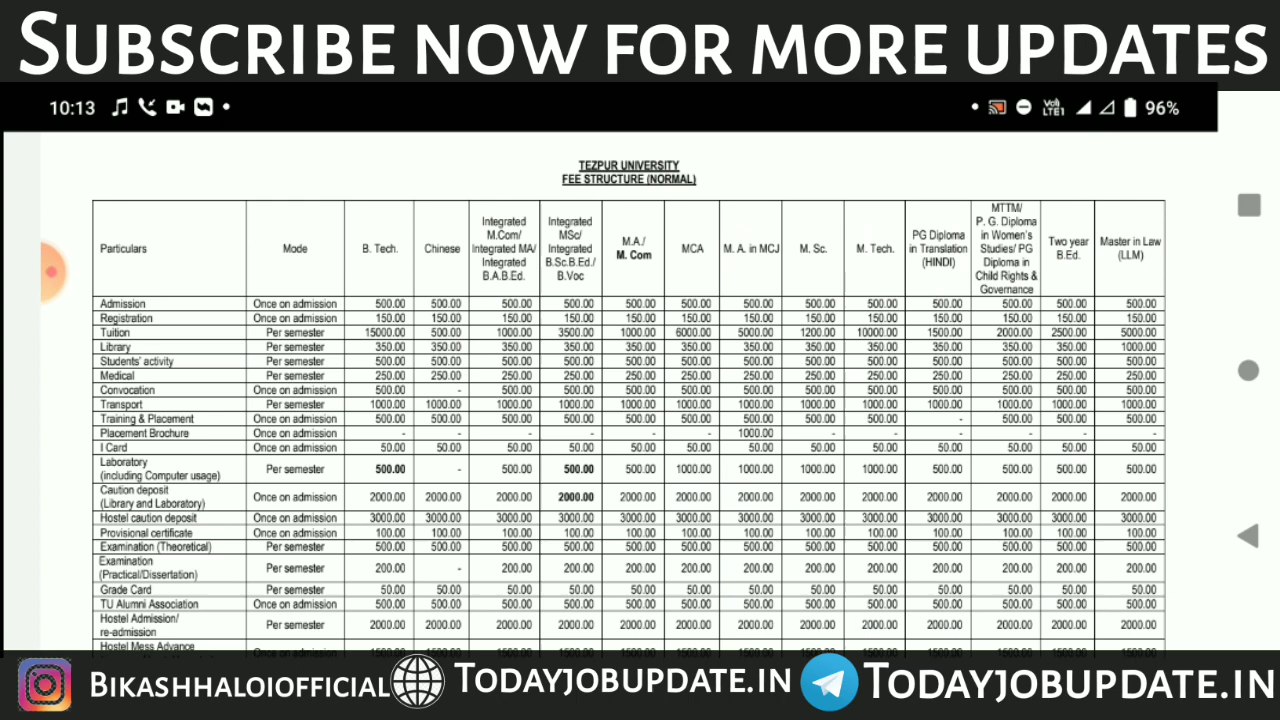 SUBSCRIBE NOW FOR MORE UPDATES
10:13
Vo)) LTE1 96%
TEZPUR UNIVERSITY
FEE STRUCTURE (NORMAL)
Particulars Mode B. Tech. Chinese Integrated M.Com/ Integrated MA/ Integrated B.A.B.Ed. Integrated MSc/ Integrated B.Sc.B.Ed./ B.Voc M.A./ M. Com MCA M. A. in MCJ M. Sc. M. Tech. PG Diploma in Translation (HINDI) MTTM/ P. G. Diploma in Women's Studies/ PG Diploma in Child Rights & Governance Two year B.Ed. Master in Law (LLM)
Admission Once on admission 500.00 500.00 500.00 500.00 500.00 500.00 500.00 500.00 500.00 500.00 500.00 500.00 500.00
Registration Once on admission 150.00 150.00 150.00 150.00 150.00 150.00 150.00 150.00 150.00 150.00 150.00 150.00 150.00
Tuition Per semester 15000.00 500.00 1000.00 3500.00 1000.00 6000.00 5000.00 1200.00 10000.00 1500.00 2000.00 2500.00 5000.00
Library Per semester 350.00 350.00 350.00 350.00 350.00 350.00 350.00 350.00 350.00 350.00 350.00 350.00 1000.00
Students' activity Per semester 500.00 500.00 500.00 500.00 500.00 500.00 500.00 500.00 500.00 500.00 500.00 500.00 500.00
Medical Per semester 250.00 250.00 250.00 250.00 250.00 250.00 250.00 250.00 250.00 250.00 250.00 250.00 250.00
Convocation Once on admission 500.00 - 500.00 500.00 500.00 500.00 500.00 500.00 500.00 500.00 500.00 500.00 500.00
Transport Per semester 1000.00 1000.00 1000.00 1000.00 1000.00 1000.00 1000.00 1000.00 1000.00 1000.00 1000.00 1000.00 1000.00
Training & Placement Once on admission 500.00 500.00 500.00 500.00 500.00 500.00 500.00 500.00 500.00 - 500.00 500.00 500.00
Placement Brochure Once on admission - - - - - - 1000.00 - - - - - -
I Card Once on admission 50.00 50.00 50.00 50.00 50.00 50.00 50.00 50.00 50.00 50.00 50.00 50.00 50.00
Laboratory (including Computer usage) Per semester 500.00 - 500.00 500.00 500.00 1000.00 1000.00 1000.00 1000.00 500.00 500.00 500.00 500.00
Caution deposit (Library and Laboratory) Once on admission 2000.00 2000.00 2000.00 2000.00 2000.00 2000.00 2000.00 2000.00 2000.00 2000.00 2000.00 2000.00 2000.00
Hostel caution deposit Once on admission 3000.00 3000.00 3000.00 3000.00 3000.00 3000.00 3000.00 3000.00 3000.00 3000.00 3000.00 3000.00 3000.00
Provisional certificate Once on admission 100.00 100.00 100.00 100.00 100.00 100.00 100.00 100.00 100.00 100.00 100.00 100.00 100.00
Examination (Theoretical) Per semester 500.00 500.00 500.00 500.00 500.00 500.00 500.00 500.00 500.00 500.00 500.00 500.00 500.00
Examination (Practical/Dissertation) Per semester 200.00 - 200.00 200.00 200.00 200.00 200.00 200.00 200.00 200.00 200.00 200.00 200.00
Grade Card Per semester 50.00 50.00 50.00 50.00 50.00 50.00 50.00 50.00 50.00 50.00 50.00 50.00 50.00
TU Alumni Association Once on admission 500.00 500.00 500.00 500.00 500.00 500.00 500.00 500.00 500.00 500.00 500.00 500.00 500.00
Hostel Admission/ re-admission Per semester 2000.00 2000.00 2000.00 2000.00 2000.00 2000.00 2000.00 2000.00 2000.00 2000.00 2000.00 2000.00 2000.00
Hostel Mess Advance
BIKASHHALOIOFFICIAL TODAYJOBUPDATE.IN TODAYJOBUPDATE.IN